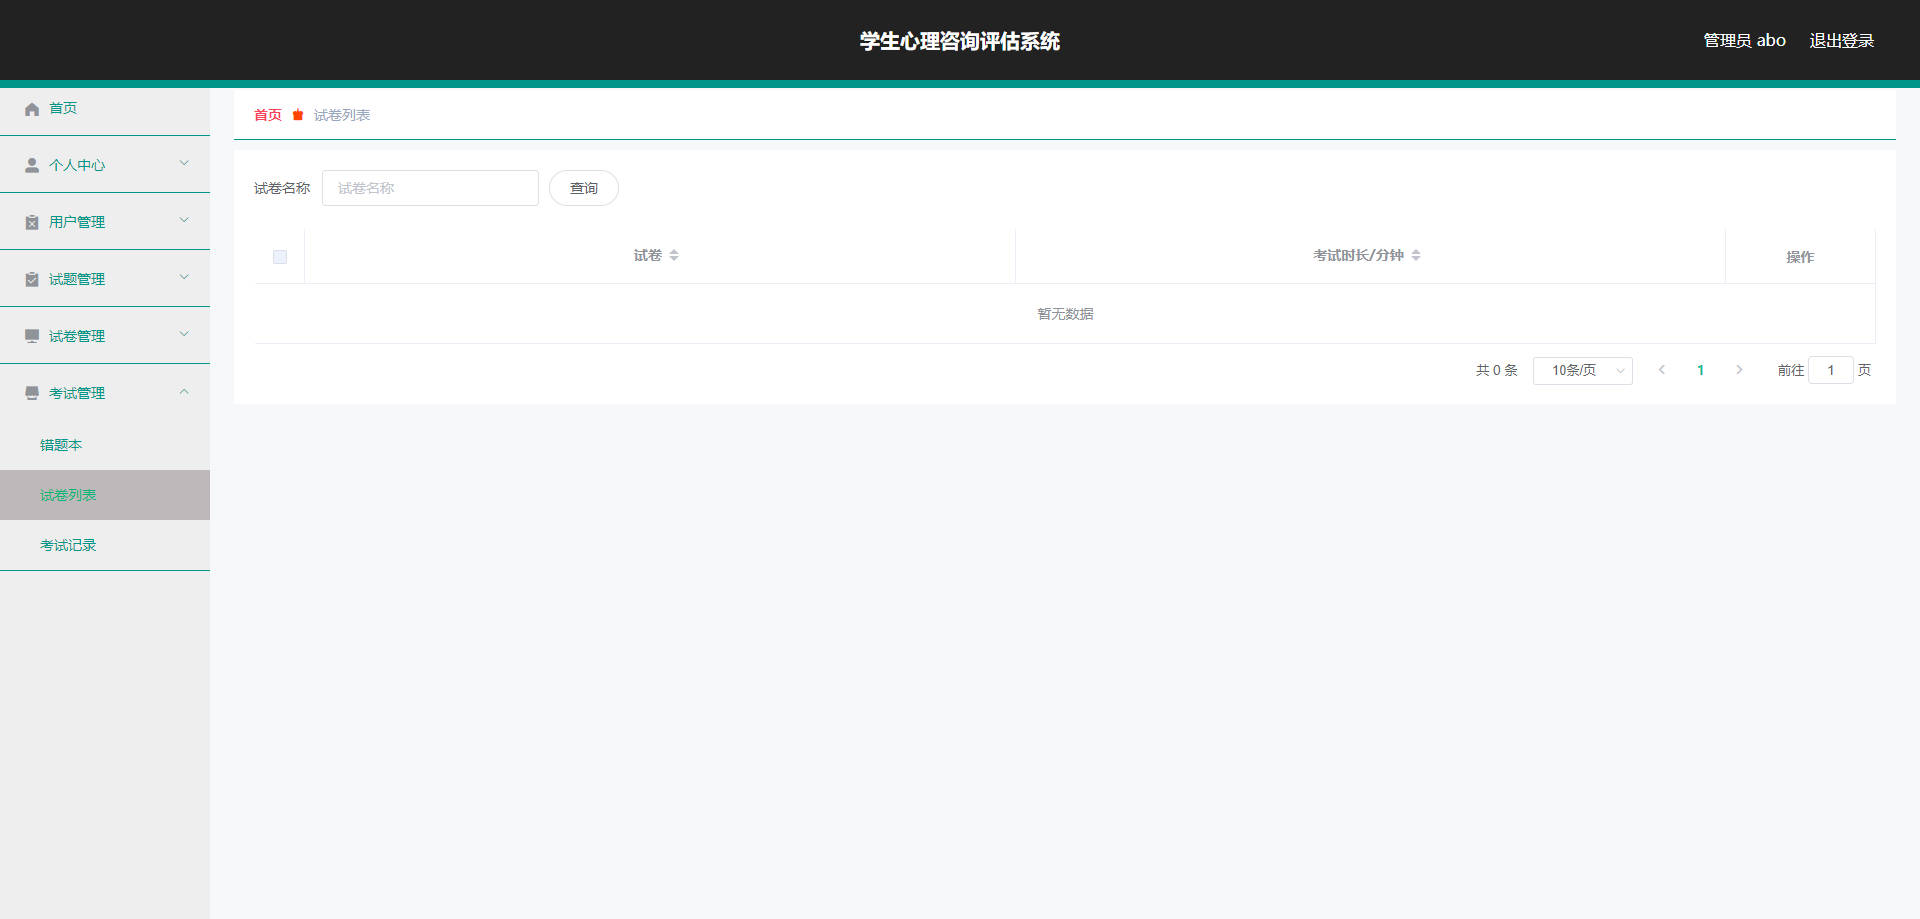 学生心理咨询评估系统
管理员 abo 退出登录
首页
个人中心
用户管理
试题管理
试卷管理
考试管理
错题本
试卷列表
考试记录
首页 试卷列表
试卷名称 试卷名称 查询
试卷 考试时长/分钟 操作
暂无数据
共 0 条 10条/页 1 前往 1 页